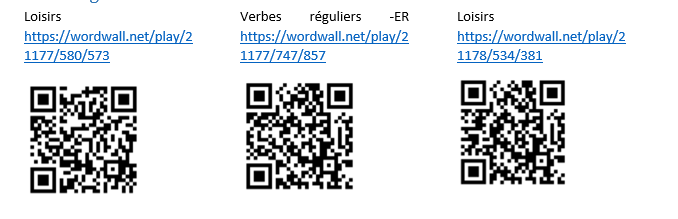 Loisirs
https://wordwall.net/play/2
1177/580/573
Verbes réguliers -ER
https://wordwall.net/play/2
1177/747/857
Loisirs
https://wordwall.net/play/2
1178/534/381